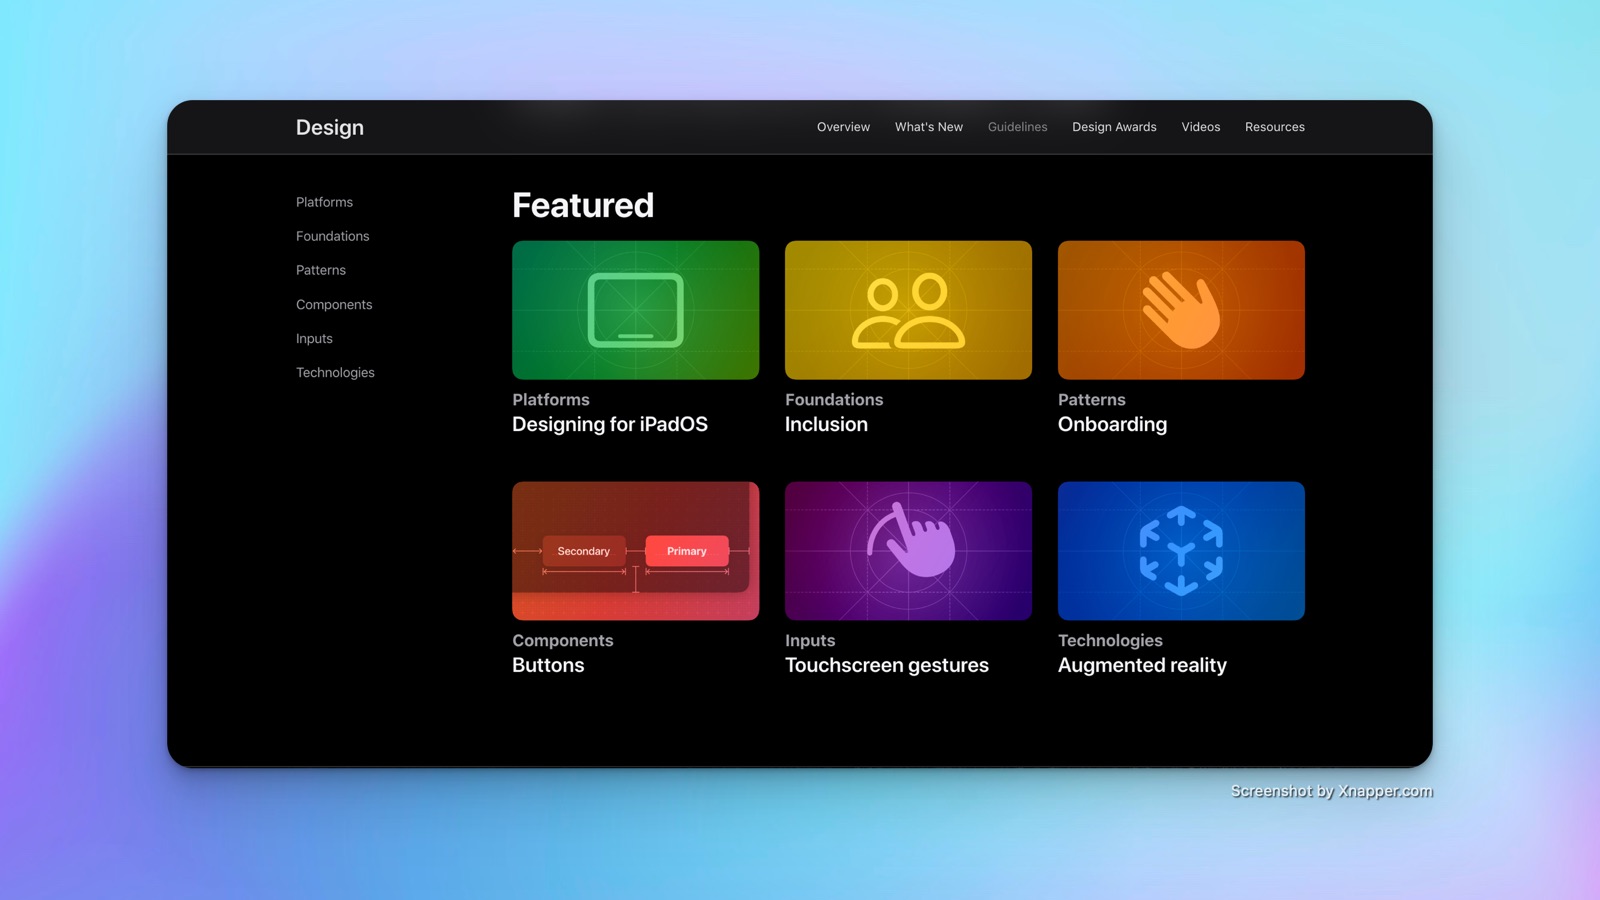 Design
Overview What's New Guidelines Design Awards Videos Resources
Platforms
Foundations
Patterns
Components
Inputs
Technologies
Featured
Platforms
Designing for iPadOS
Foundations
Inclusion
Patterns
Onboarding
Secondary Primary
Components
Buttons
Inputs
Touchscreen gestures
Technologies
Augmented reality
Screenshot by Xnapper.com